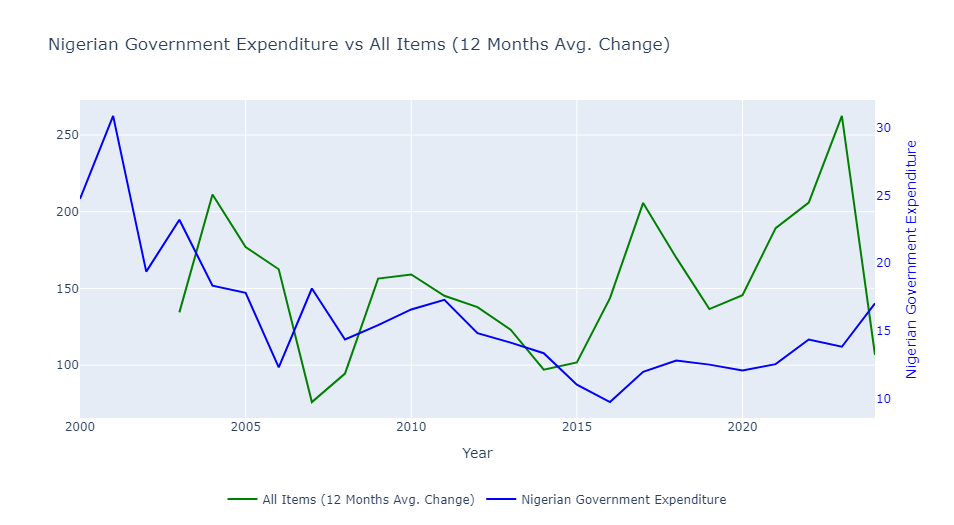 Nigerian Government Expenditure vs All Items (12 Months Avg. Change)
250
200
150
100
30
25
20
15
10
Nigerian Government Expenditure
2000
2005
2010
2015
2020
Year
All Items (12 Months Avg. Change)
Nigerian Government Expenditure